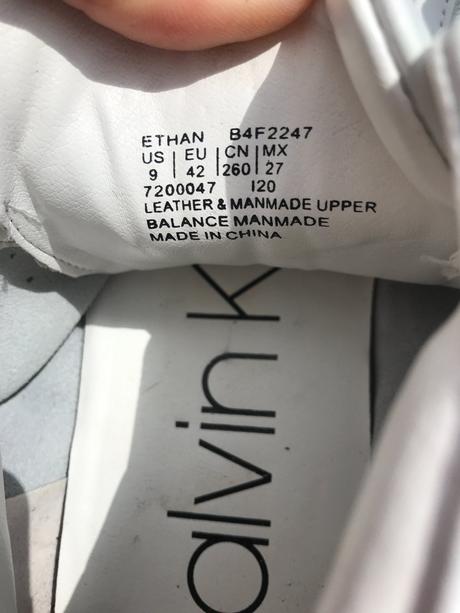 ETHAN B4F2247
US | EU | CN | MX
9 | 42 | 260 | 27
7200047 I20
LEATHER & MANMADE UPPER
BALANCE MANMADE
MADE IN CHINA
alvin K